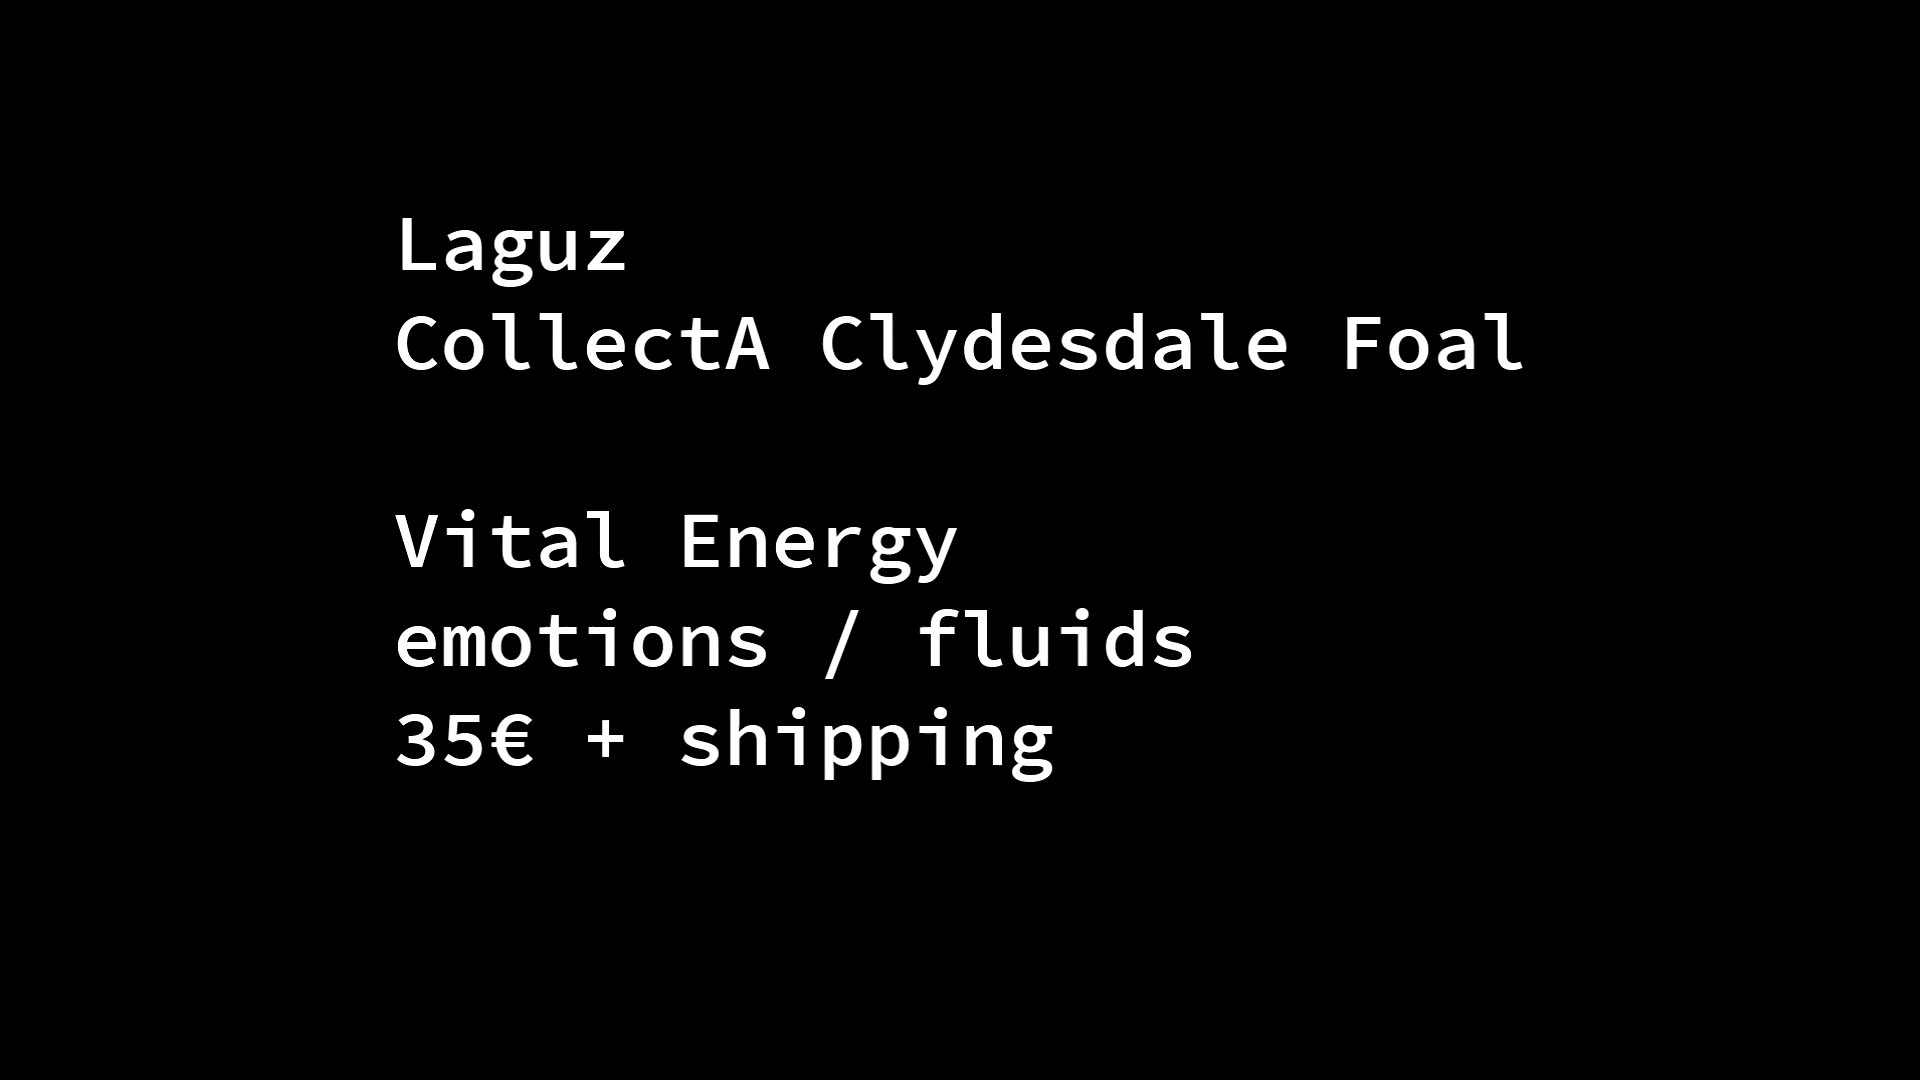 Laguz
CollectA Clydesdale Foal
Vital Energy
emotions / fluids
35€ + shipping